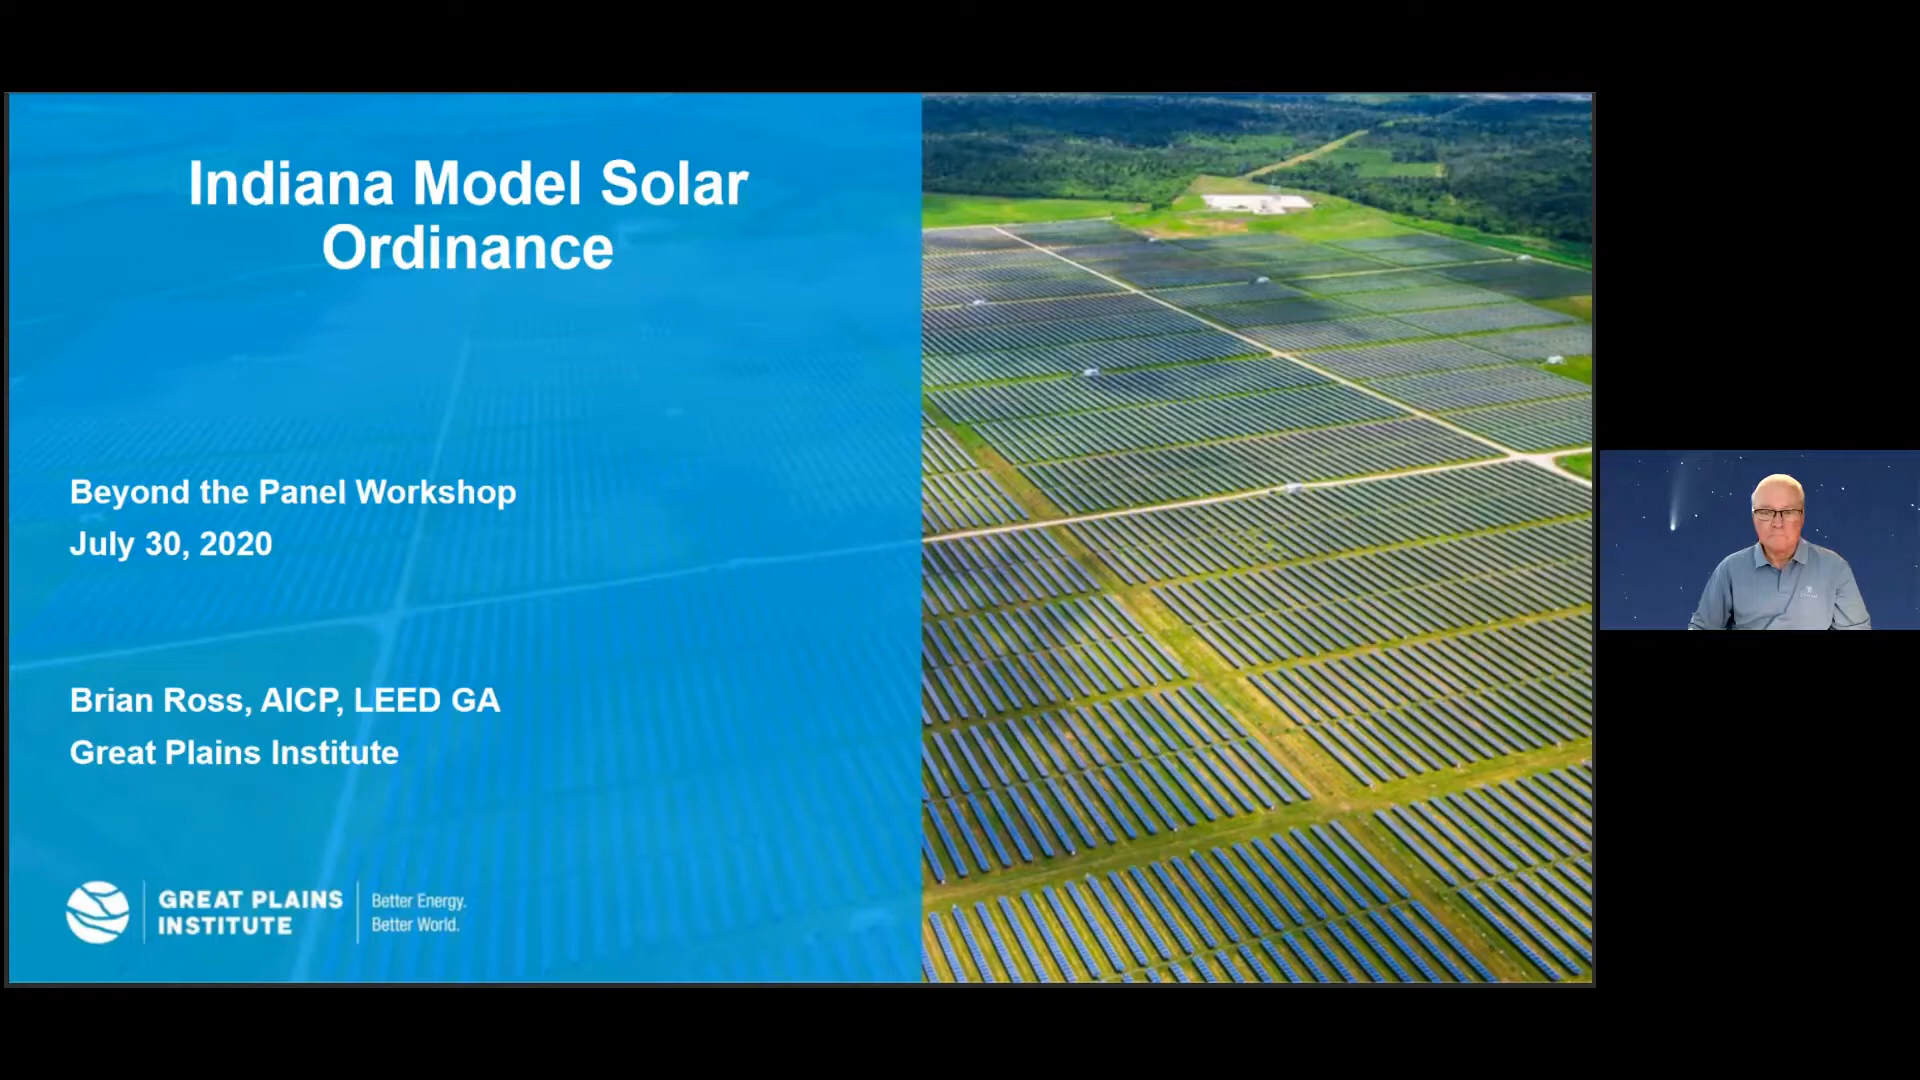 Indiana Model Solar
Ordinance
Beyond the Panel Workshop
July 30, 2020
Brian Ross, AICP, LEED GA
Great Plains Institute
GREAT PLAINS
INSTITUTE
Better Energy.
Better World.